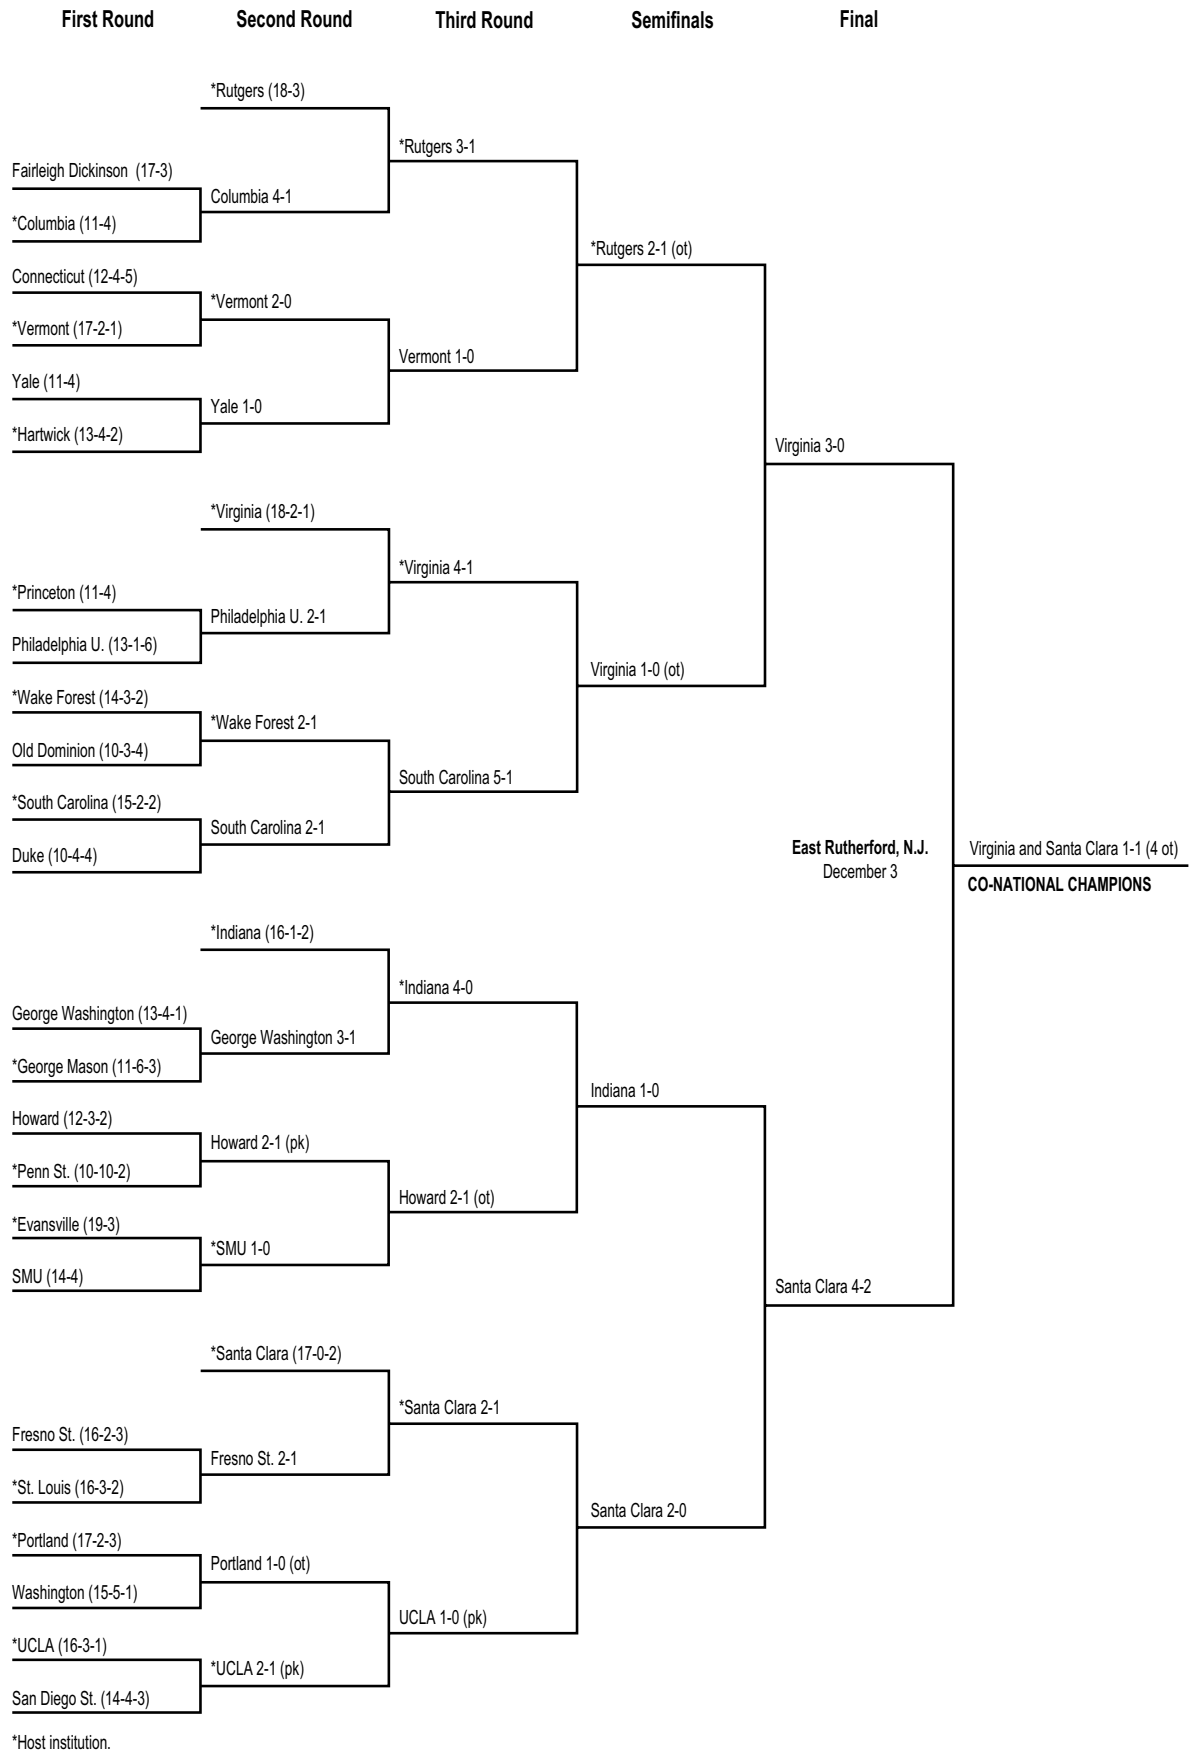 First Round
Second Round
Third Round
Semifinals
Final
*Rutgers (18-3)
*Rutgers 3-1
Fairleigh Dickinson  (17-3)
Columbia 4-1
*Columbia (11-4)
*Rutgers 2-1 (ot)
Connecticut (12-4-5)
*Vermont 2-0
*Vermont (17-2-1)
Vermont 1-0
Yale (11-4)
Yale 1-0
*Hartwick (13-4-2)
Virginia 3-0
*Virginia (18-2-1)
*Virginia 4-1
*Princeton (11-4)
Philadelphia U. 2-1
Philadelphia U. (13-1-6)
Virginia 1-0 (ot)
*Wake Forest (14-3-2)
*Wake Forest 2-1
Old Dominion (10-3-4)
South Carolina 5-1
*South Carolina (15-2-2)
South Carolina 2-1
Duke (10-4-4)
East Rutherford, N.J.
December 3
Virginia and Santa Clara 1-1 (4 ot)
CO-NATIONAL CHAMPIONS
*Indiana (16-1-2)
*Indiana 4-0
George Washington (13-4-1)
George Washington 3-1
*George Mason (11-6-3)
Indiana 1-0
Howard (12-3-2)
Howard 2-1 (pk)
*Penn St. (10-10-2)
Howard 2-1 (ot)
*Evansville (19-3)
*SMU 1-0
SMU (14-4)
Santa Clara 4-2
*Santa Clara (17-0-2)
*Santa Clara 2-1
Fresno St. (16-2-3)
Fresno St. 2-1
*St. Louis (16-3-2)
Santa Clara 2-0
*Portland (17-2-3)
Portland 1-0 (ot)
Washington (15-5-1)
UCLA 1-0 (pk)
*UCLA (16-3-1)
*UCLA 2-1 (pk)
San Diego St. (14-4-3)
*Host institution.